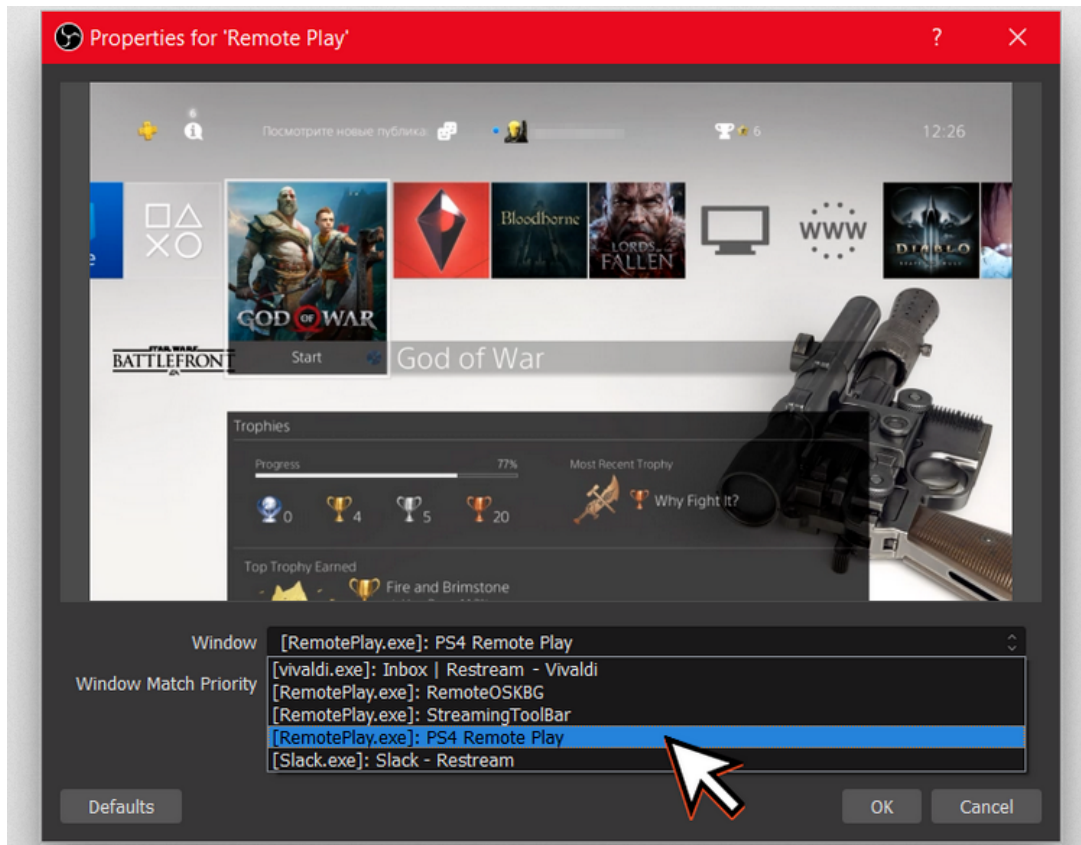 Properties for 'Remote Play'
?
6
Посмотрите новые публика:
6
12:26
Bloodborne
LORDS
FALLEN
WWW
DIABLO
e
GOD OF WAR
STAR WARS
BATTLEFRONT
EA
Start
God of War
Trophies
Progress
77%
Most Recent Trophy
0
4
5
20
Why Fight It?
Top Trophy Earned
Fire and Brimstone
Window
[RemotePlay.exe]: PS4 Remote Play
Window Match Priority
[vivaldi.exe]: Inbox | Restream - Vivaldi
[RemotePlay.exe]: RemoteOSKBG
[RemotePlay.exe]: StreamingToolBar
[RemotePlay.exe]: PS4 Remote Play
[Slack.exe]: Slack - Restream
Defaults
OK
Cancel